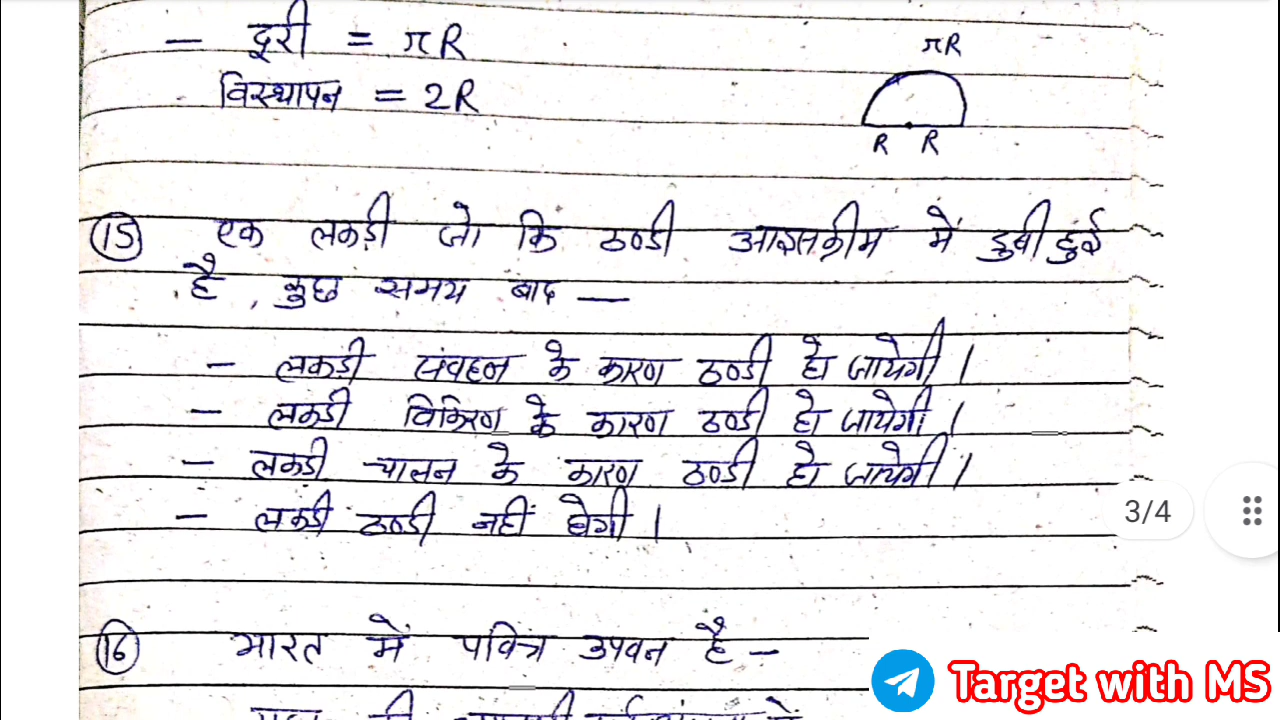 — दूरी = πR
πR
विस्थापन = 2R
R R
15 एक लकड़ी जो कि ठण्डी आइसक्रीम में डुबी हुई
है, कुछ समय बाद —
– लकडी संवहन के कारण ठण्डी हो जायेगी।
– लकडी विकिरण के कारण ठण्डी हो जायेगी।
– लकडी चालन के कारण ठण्डी हो जायेगी।
– लकडी ठण्डी नहीं होगी।
3/4
16 भारत में पवित्र उपवन है –
Target with MS